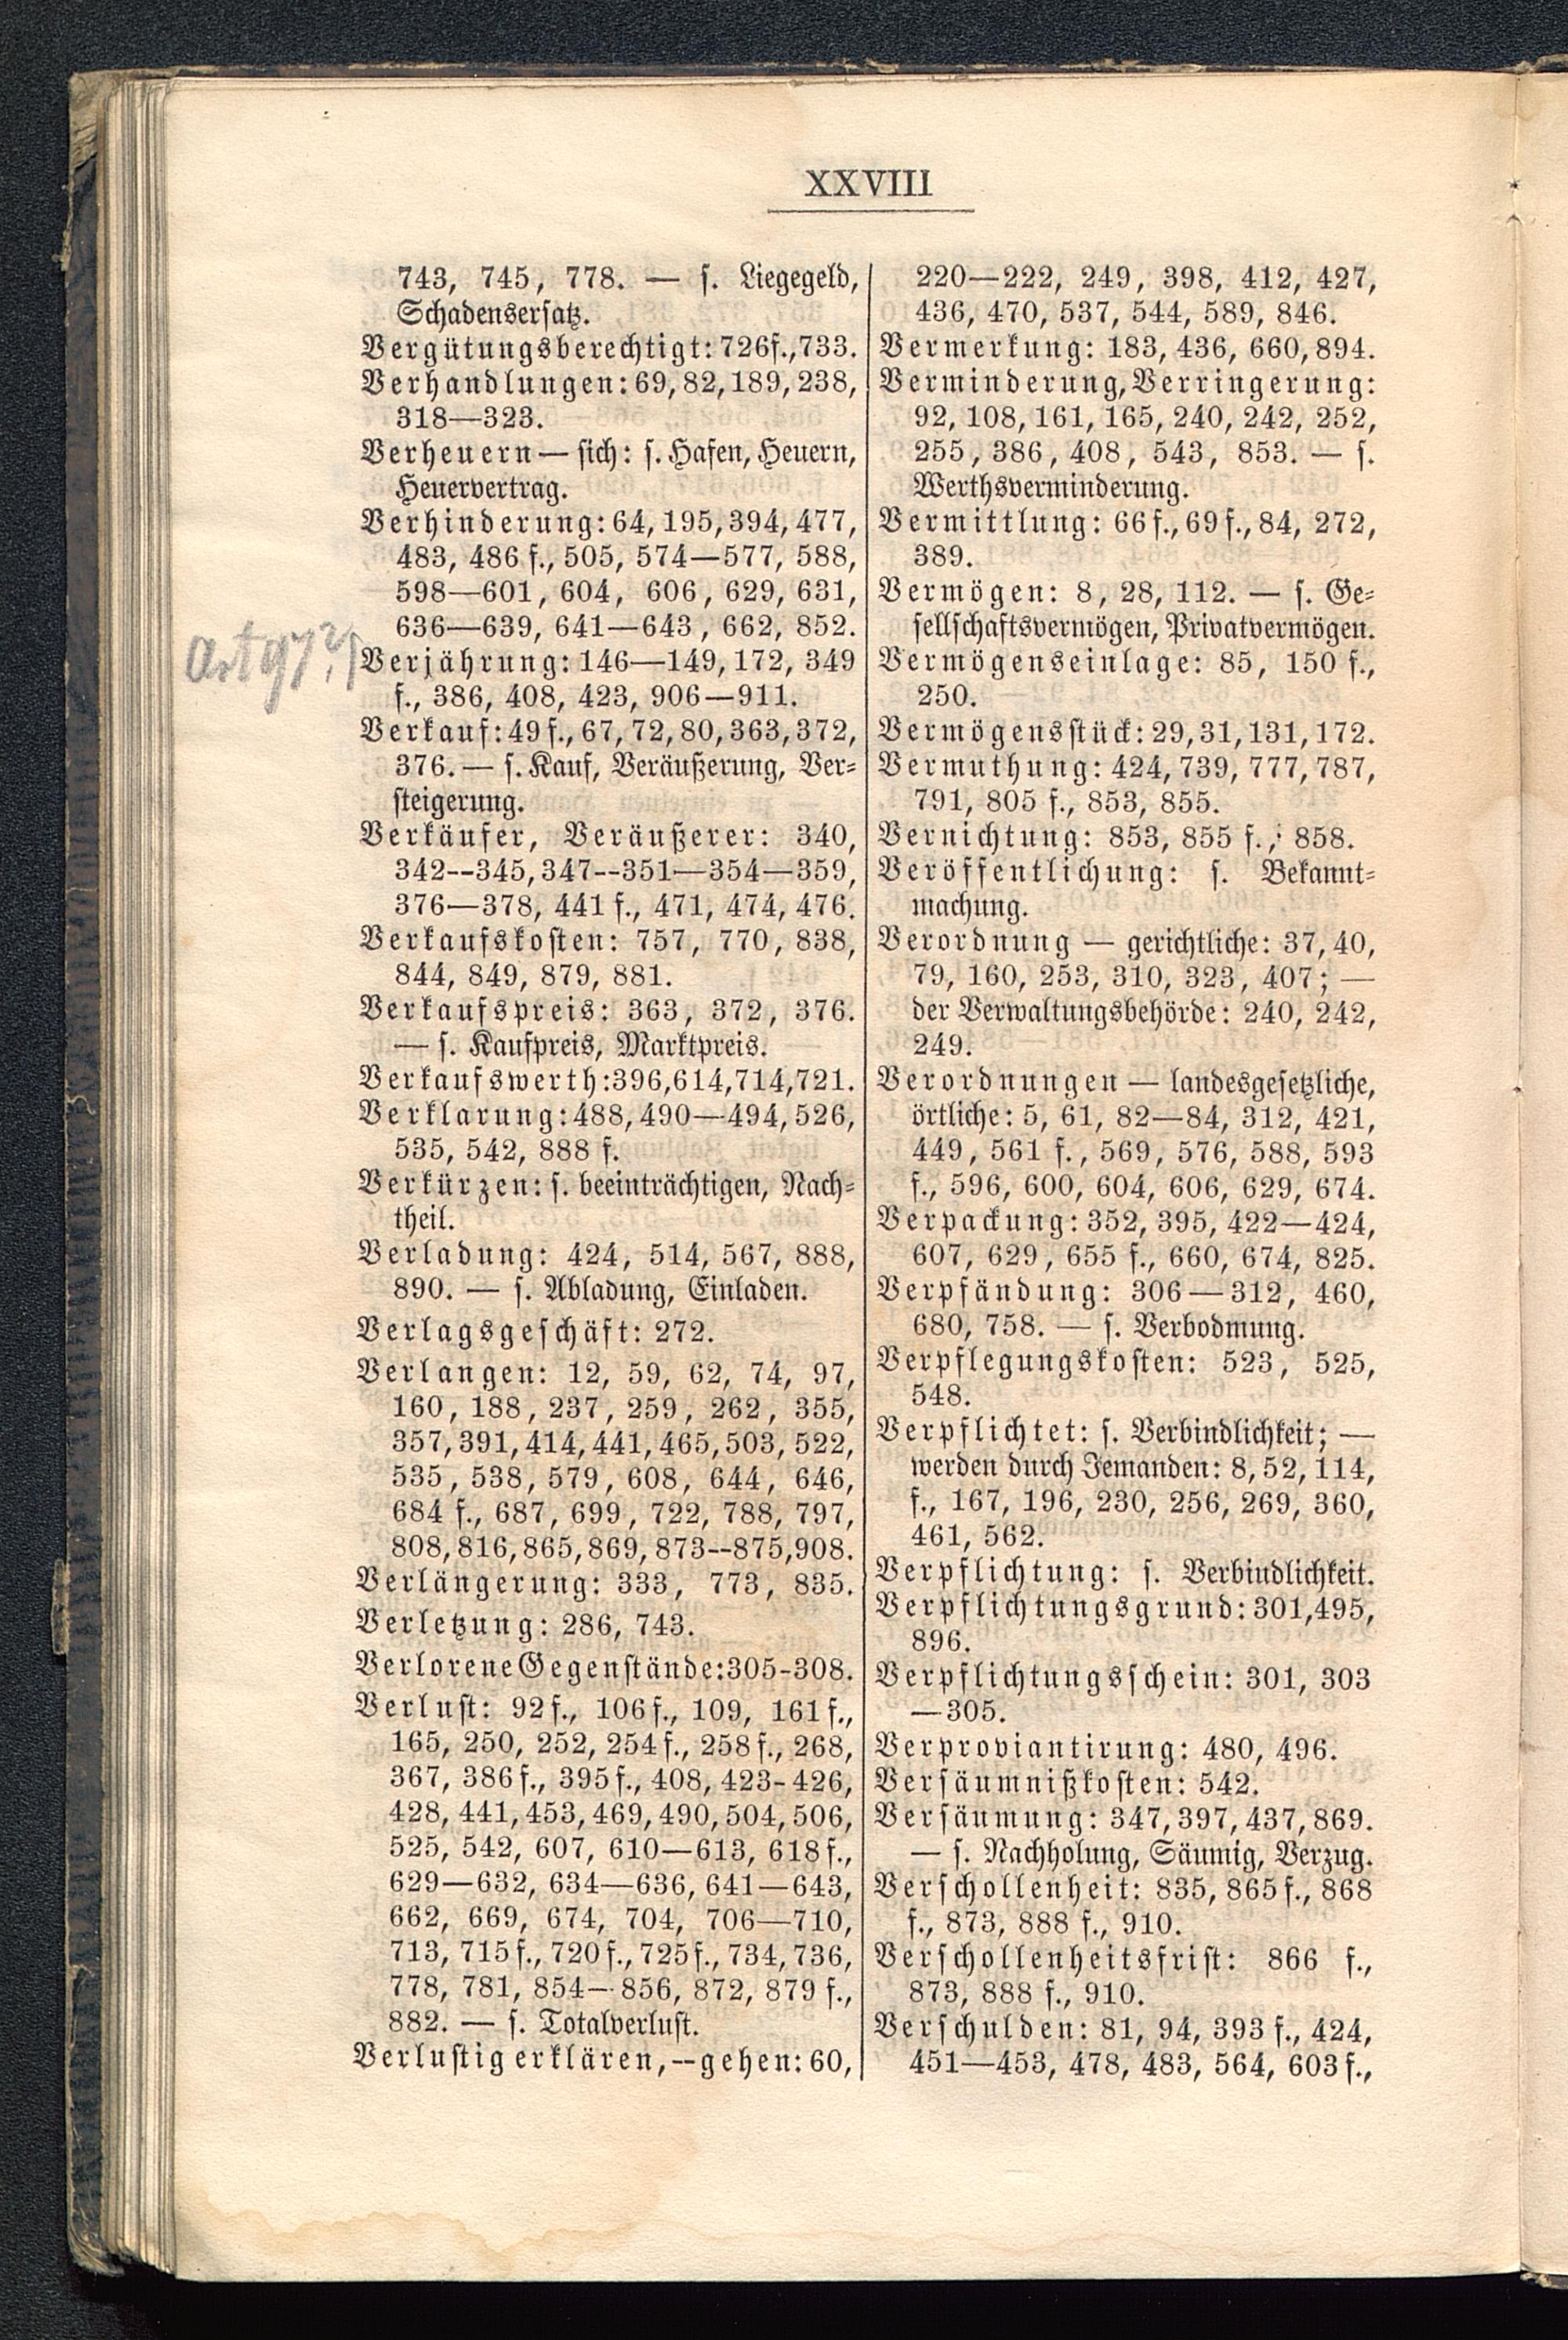 XXVIII
743, 745, 778. — s. Liegegeld,
Schadensersatz.
Vergütungsberechtigt: 726 f., 733.
Verhandlungen: 69, 82, 189, 238,
318—323.
Verheuern — sich: s. Hafen, Heuern,
Heuervertrag.
Verhinderung: 64, 195, 394, 477,
483, 486 f., 505, 574—577, 588,
598—601, 604, 606, 629, 631,
636—639, 641—643, 662, 852.
Verjährung: 146—149, 172, 349
f., 386, 408, 423, 906—911.
Verkauf: 49 f., 67, 72, 80, 363, 372,
376. — s. Kauf, Veräußerung, Ver-
steigerung.
Verkäufer, Veräußerer: 340,
342--345, 347--351—354—359,
376—378, 441 f., 471, 474, 476.
Verkaufskosten: 757, 770, 838,
844, 849, 879, 881.
Verkaufspreis: 363, 372, 376.
— s. Kaufpreis, Marktpreis.
Verkaufswerth: 396, 614, 714, 721.
Verklarung: 488, 490—494, 526,
535, 542, 888 f.
Verkürzen: s. beeinträchtigen, Nach-
theil.
Verladung: 424, 514, 567, 888,
890. — s. Abladung, Einladen.
Verlagsgeschäft: 272.
Verlangen: 12, 59, 62, 74, 97,
160, 188, 237, 259, 262, 355,
357, 391, 414, 441, 465, 503, 522,
535, 538, 579, 608, 644, 646,
684 f., 687, 699, 722, 788, 797,
808, 816, 865, 869, 873--875, 908.
Verlängerung: 333, 773, 835.
Verletzung: 286, 743.
Verlorene Gegenstände: 305-308.
Verlust: 92 f., 106 f., 109, 161 f.,
165, 250, 252, 254 f., 258 f., 268,
367, 386 f., 395 f., 408, 423-426,
428, 441, 453, 469, 490, 504, 506,
525, 542, 607, 610—613, 618 f.,
629—632, 634—636, 641—643,
662, 669, 674, 704, 706—710,
713, 715 f., 720 f., 725 f., 734, 736,
778, 781, 854—856, 872, 879 f.,
882. — s. Totalverlust.
Verlustig erklären, -- gehen: 60,
220—222, 249, 398, 412, 427,
436, 470, 537, 544, 589, 846.
Vermerkung: 183, 436, 660, 894.
Verminderung, Verringerung:
92, 108, 161, 165, 240, 242, 252,
255, 386, 408, 543, 853. — s.
Werthsverminderung.
Vermittlung: 66 f., 69 f., 84, 272,
389.
Vermögen: 8, 28, 112. — s. Ge-
sellschaftsvermögen, Privatvermögen.
Vermögenseinlage: 85, 150 f.,
250.
Vermögensstück: 29, 31, 131, 172.
Vermuthung: 424, 739, 777, 787,
791, 805 f., 853, 855.
Vernichtung: 853, 855 f., 858.
Veröffentlichung: s. Bekannt-
machung.
Verordnung — gerichtliche: 37, 40,
79, 160, 253, 310, 323, 407; —
der Verwaltungsbehörde: 240, 242,
249.
Verordnungen — landesgesetzliche,
örtliche: 5, 61, 82—84, 312, 421,
449, 561 f., 569, 576, 588, 593
f., 596, 600, 604, 606, 629, 674.
Verpackung: 352, 395, 422—424,
607, 629, 655 f., 660, 674, 825.
Verpfändung: 306—312, 460,
680, 758. — s. Verbodmung.
Verpflegungskosten: 523, 525,
548.
Verpflichtet: s. Verbindlichkeit; —
werden durch Jemanden: 8, 52, 114,
f., 167, 196, 230, 256, 269, 360,
461, 562.
Verpflichtung: s. Verbindlichkeit.
Verpflichtungsgrund: 301, 495,
896.
Verpflichtungsschein: 301, 303
—305.
Verproviantirung: 480, 496.
Versäumnißkosten: 542.
Versäumung: 347, 397, 437, 869.
— s. Nachholung, Säumig, Verzug.
Verschollenheit: 835, 865 f., 868
f., 873, 888 f., 910.
Verschollenheitsfrist: 866 f.,
873, 888 f., 910.
Verschulden: 81, 94, 393 f., 424,
451—453, 478, 483, 564, 603 f.,